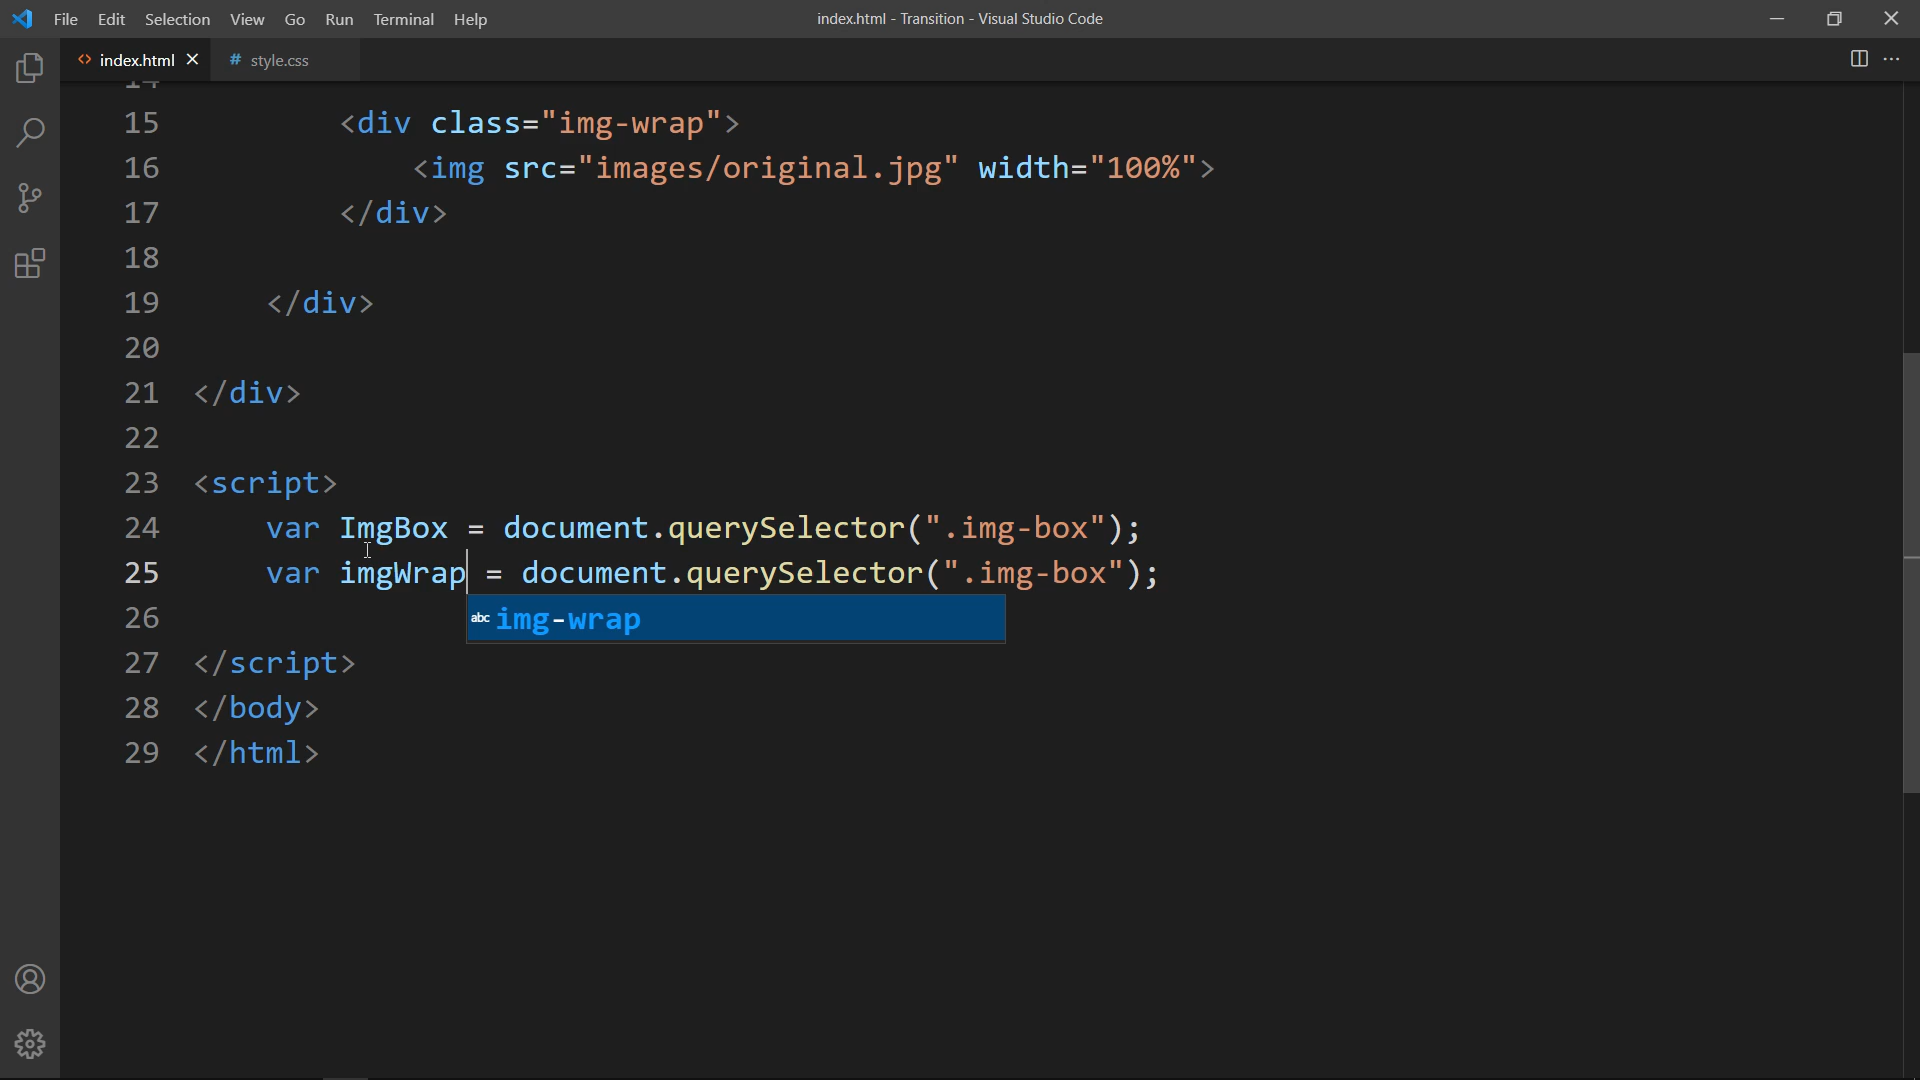 File Edit Selection View Go Run Terminal Help
index.html - Transition - Visual Studio Code
<> index.html
# style.css
14
15 <div class="img-wrap">
16 <img src="images/original.jpg" width="100%">
17 </div>
18
19 </div>
20
21 </div>
22
23 <script>
24 var ImgBox = document.querySelector(".img-box");
25 var imgWrap = document.querySelector(".img-box");
abc img-wrap
26
27 </script>
28 </body>
29 </html>